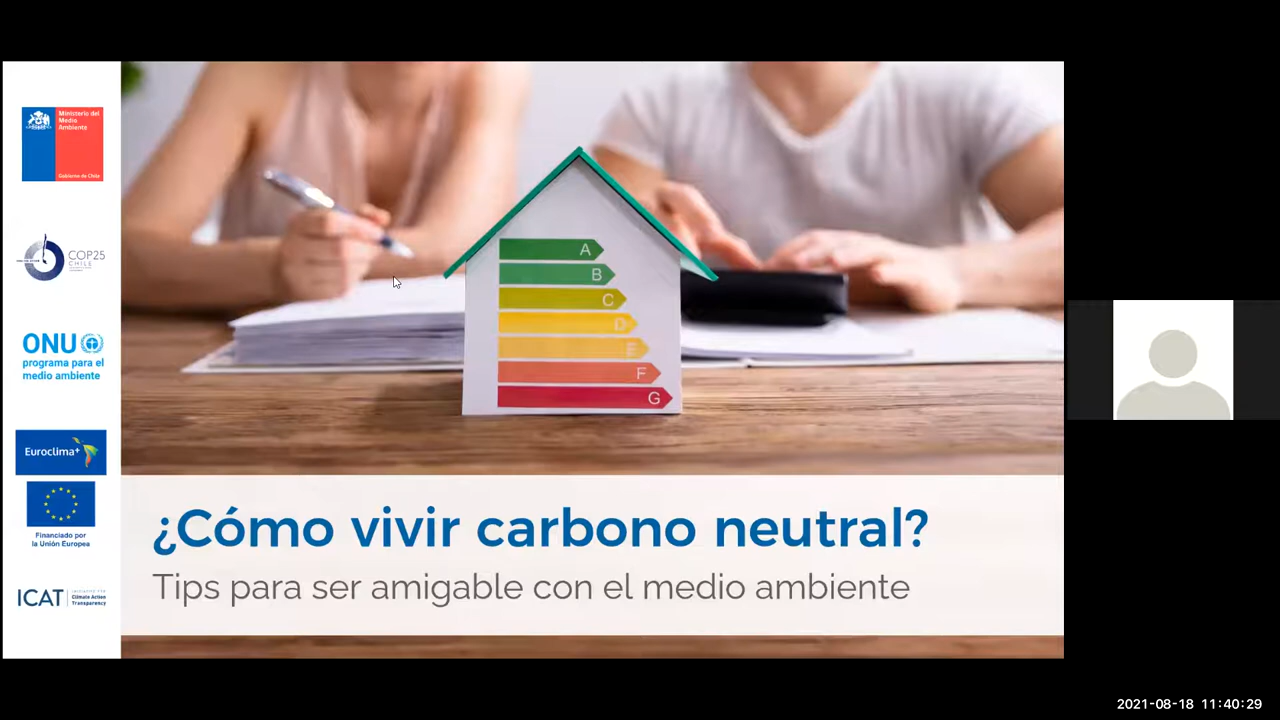 Ministerio del
Medio
Ambiente
Gobierno de Chile
COP25
CHILE
ONU
programa para el
medio ambiente
Euroclima+
Financiado por
la Unión Europea
ICAT
Climate Action
Transparency
A
B
C
D
E
F
G
¿Cómo vivir carbono neutral?
Tips para ser amigable con el medio ambiente
2021-08-18 11:40:29